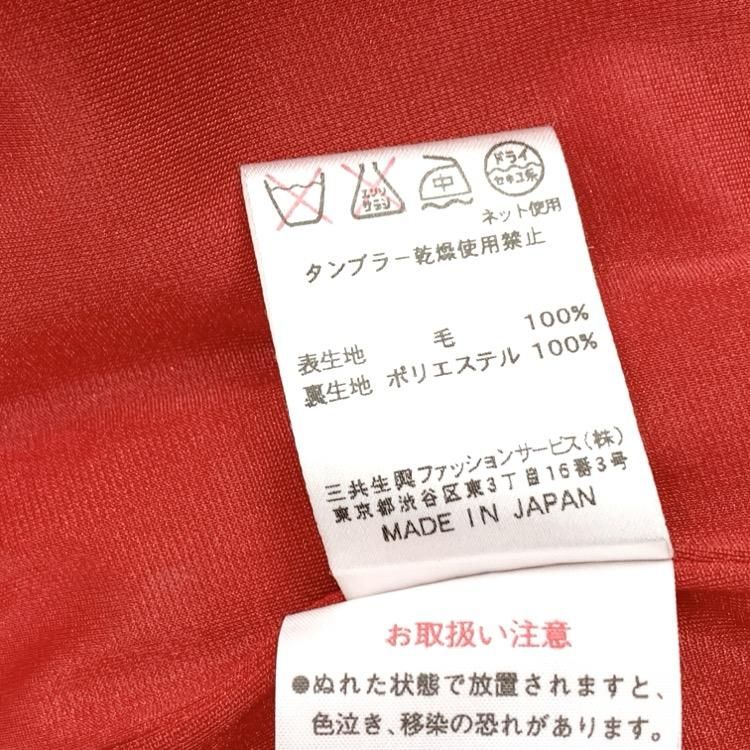 エンソ
サラシ
中
ドライ
セキユ系
ネット使用
タンブラー乾燥使用禁止
表生地 毛 100%
裏生地 ポリエステル 100%
三共生興ファッションサービス(株)
東京都渋谷区東3丁目16番3号
MADE IN JAPAN
お取扱い注意
●ぬれた状態で放置されますと、
色泣き、移染の恐れがあります。